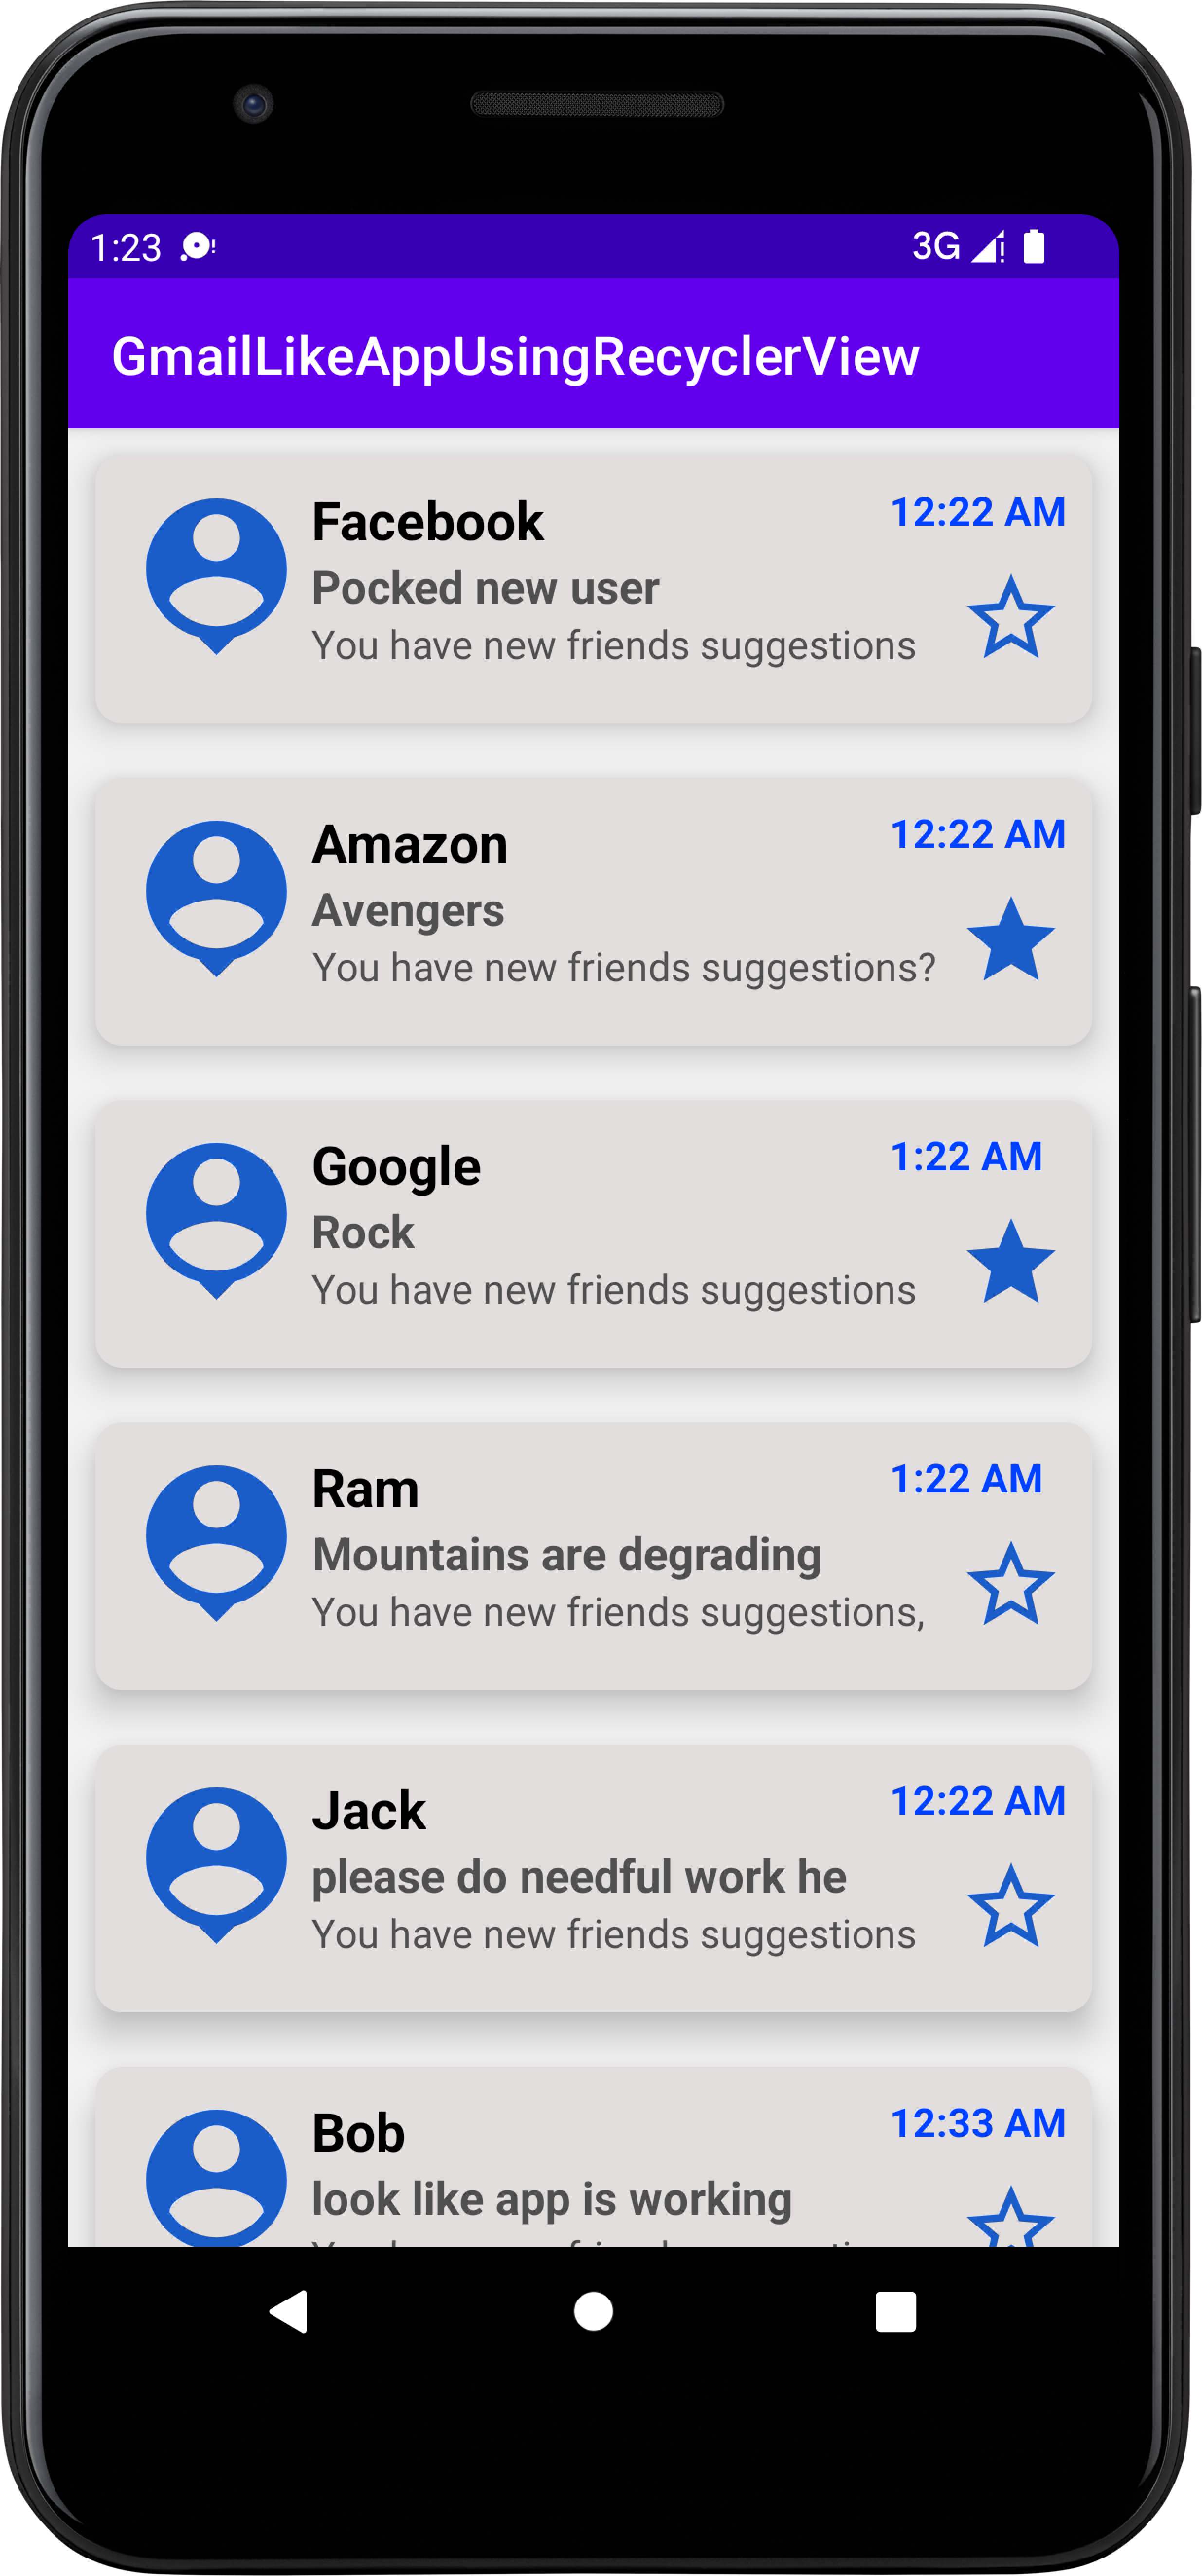 1:23 3G
GmailLikeAppUsingRecyclerView
Facebook 12:22 AM
Pocked new user
You have new friends suggestions
Amazon 12:22 AM
Avengers
You have new friends suggestions?
Google 1:22 AM
Rock
You have new friends suggestions
Ram 1:22 AM
Mountains are degrading
You have new friends suggestions,
Jack 12:22 AM
please do needful work he
You have new friends suggestions
Bob 12:33 AM
look like app is working